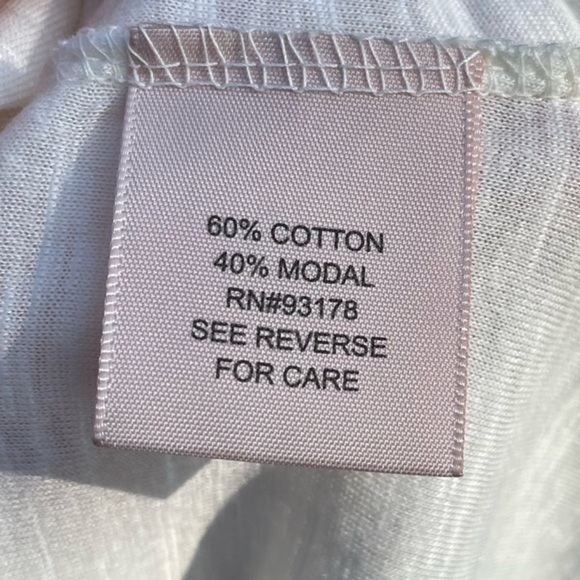 60% COTTON
40% MODAL
RN#93178
SEE REVERSE
FOR CARE